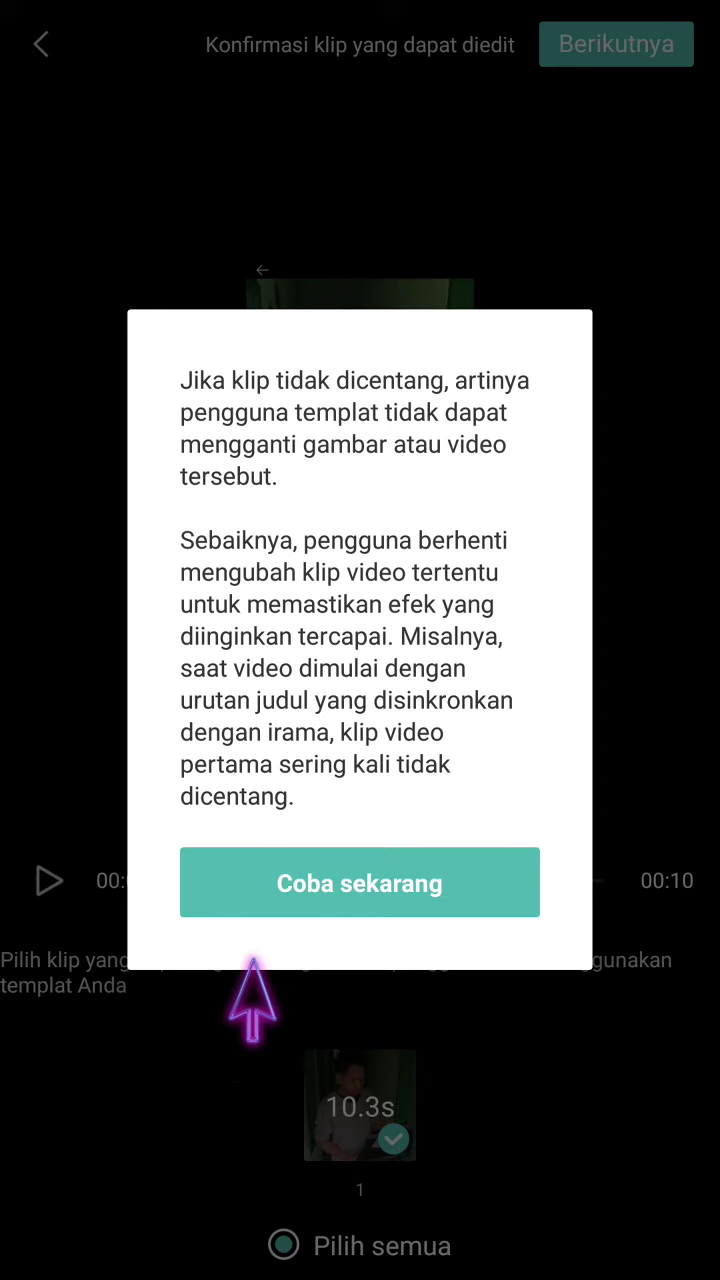 Konfirmasi klip yang dapat diedit
Berikutnya
Jika klip tidak dicentang, artinya
pengguna templat tidak dapat
mengganti gambar atau video
tersebut.
Sebaiknya, pengguna berhenti
mengubah klip video tertentu
untuk memastikan efek yang
diinginkan tercapai. Misalnya,
saat video dimulai dengan
urutan judul yang disinkronkan
dengan irama, klip video
pertama sering kali tidak
dicentang.
Coba sekarang
00:10
Pilih klip yang
templat Anda
10.3s
1
Pilih semua